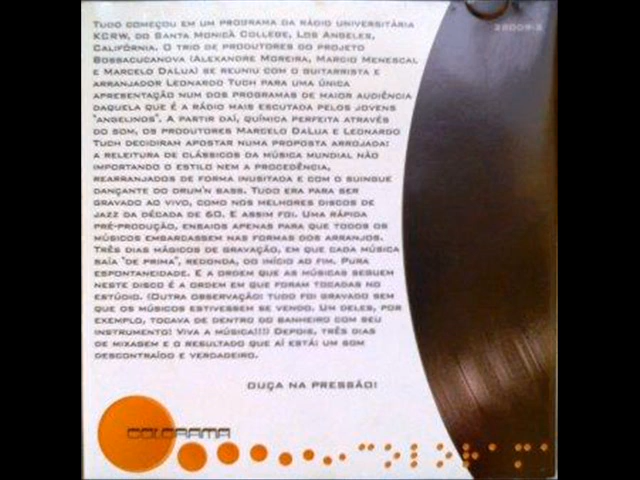 TUDO COMEÇOU EM UM PROGRAMA DA RÁDIO UNIVERSITÁRIA
KCRW, DO SANTA MONICA COLLEGE, LOS ANGELES,
CALIFÓRNIA. O TRIO DE PRODUTORES DO PROJETO
BOSSACUCANOVA (ALEXANDRE MOREIRA, MARCIO MENESCAL
E MARCELO DALUA) SE REUNIU COM O GUITARRISTA E
ARRANJADOR LEONARDO TUCH PARA UMA ÚNICA
APRESENTAÇÃO NUM DOS PROGRAMAS DE MAIOR AUDIÊNCIA
DAQUELA QUE É A RÁDIO MAIS ESCUTADA PELOS JOVENS
"ANGELINOS". A PARTIR DAÍ, QUÍMICA PERFEITA ATRAVÉS
DO SOM, OS PRODUTORES MARCELO DALUA E LEONARDO
TUCH DECIDIRAM APOSTAR NUMA PROPOSTA ARROJADA:
A RELEITURA DE CLÁSSICOS DA MÚSICA MUNDIAL NÃO
IMPORTANDO O ESTILO NEM A PROCEDÊNCIA,
REARRANJADOS DE FORMA INUSITADA E COM O SUINGUE
DANÇANTE DO DRUM'N BASS. TUDO ERA PARA SER
GRAVADO AO VIVO, COMO NOS MELHORES DISCOS DE
JAZZ DA DÉCADA DE 60. E ASSIM FOI. UMA RÁPIDA
PRÉ-PRODUÇÃO, ENSAIOS APENAS PARA QUE TODOS OS
MÚSICOS EMBARCASSEM NAS FORMAS DOS ARRANJOS.
TRÊS DIAS MÁGICOS DE GRAVAÇÃO, EM QUE CADA MÚSICA
SAÍA "DE PRIMA", REDONDA, DO INÍCIO AO FIM. PURA
ESPONTANEIDADE. E A ORDEM QUE AS MÚSICAS SEGUEM
NESTE DISCO É A ORDEM EM QUE FORAM TOCADAS NO
ESTÚDIO. (OUTRA OBSERVAÇÃO: TUDO FOI GRAVADO SEM
QUE OS MÚSICOS ESTIVESSEM SE VENDO. UM DELES, POR
EXEMPLO, TOCAVA DE DENTRO DO BANHEIRO COM SEU
INSTRUMENTO! VIVA A MÚSICA!!!) DEPOIS, TRÊS DIAS
DE MIXAGEM E O RESULTADO QUE AÍ ESTÁ: UM SOM
DESCONTRAÍDO E VERDADEIRO.
OUÇA NA PRESSÃO!
COLORAMA